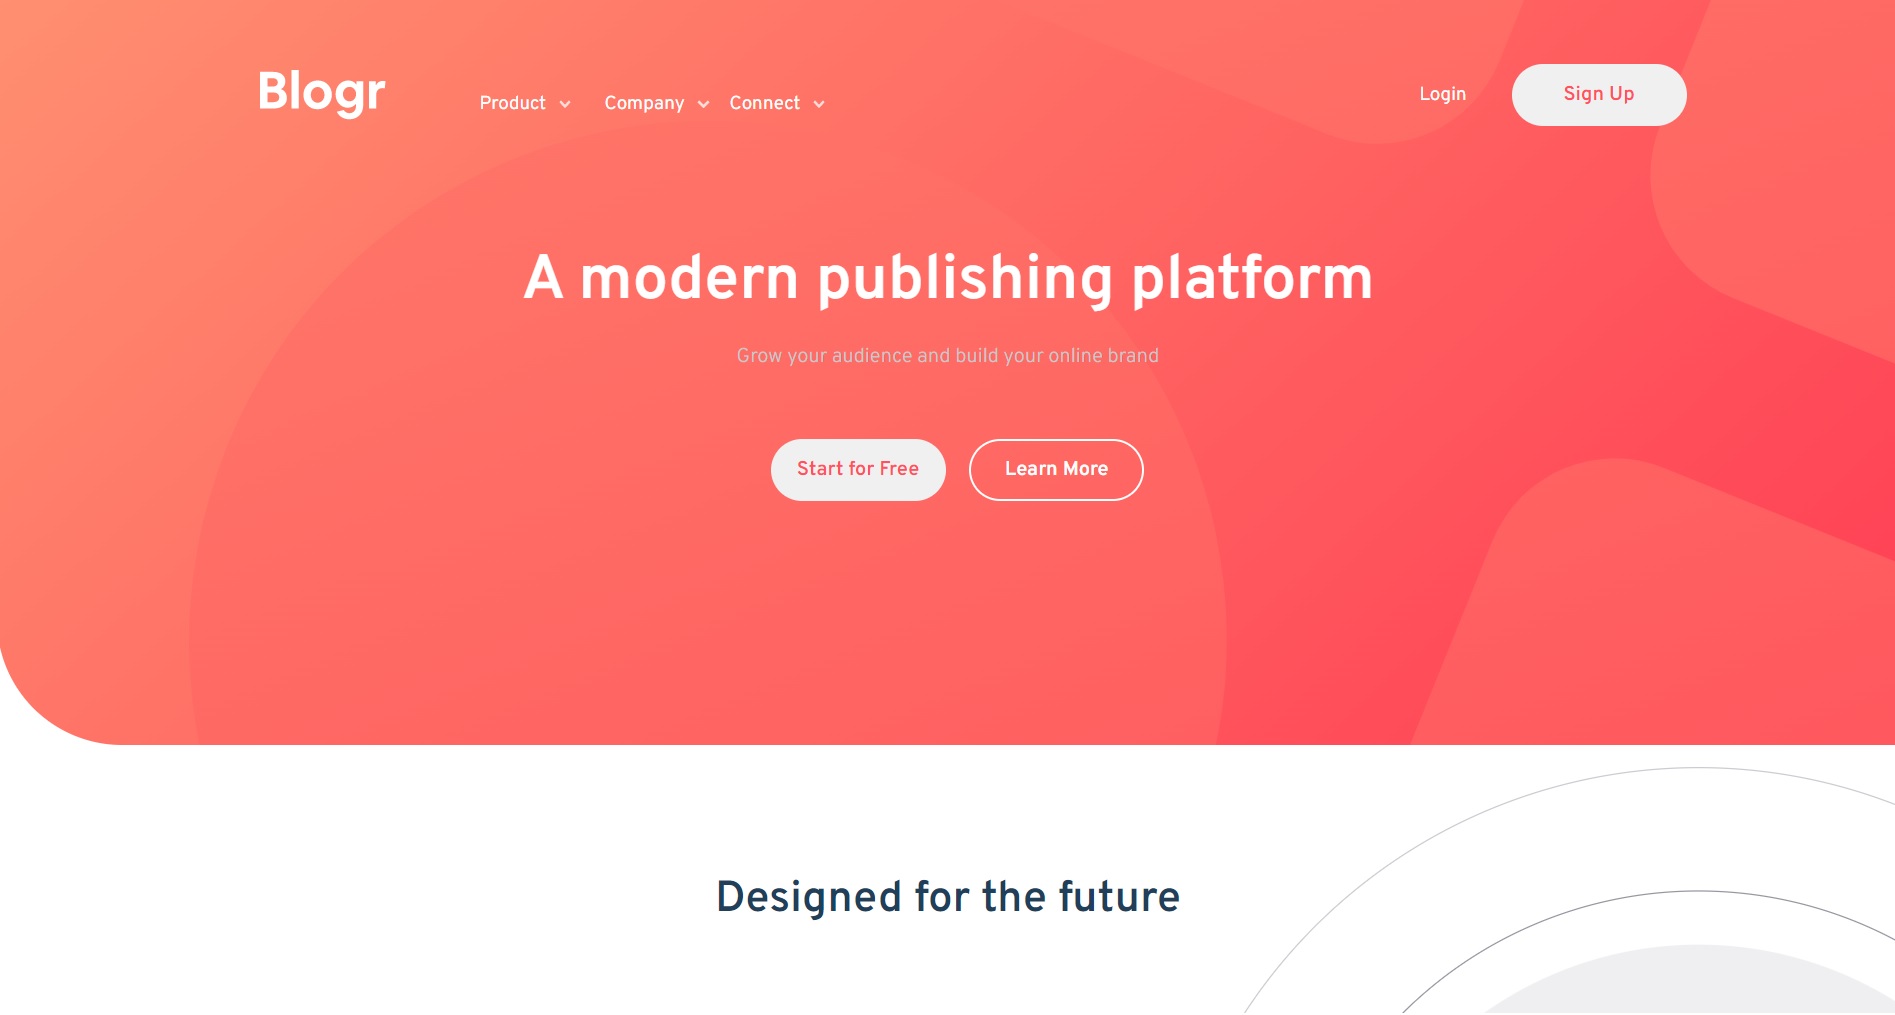 Blogr
Product Company Connect
Login Sign Up
A modern publishing platform
Grow your audience and build your online brand
Start for Free Learn More
Designed for the future